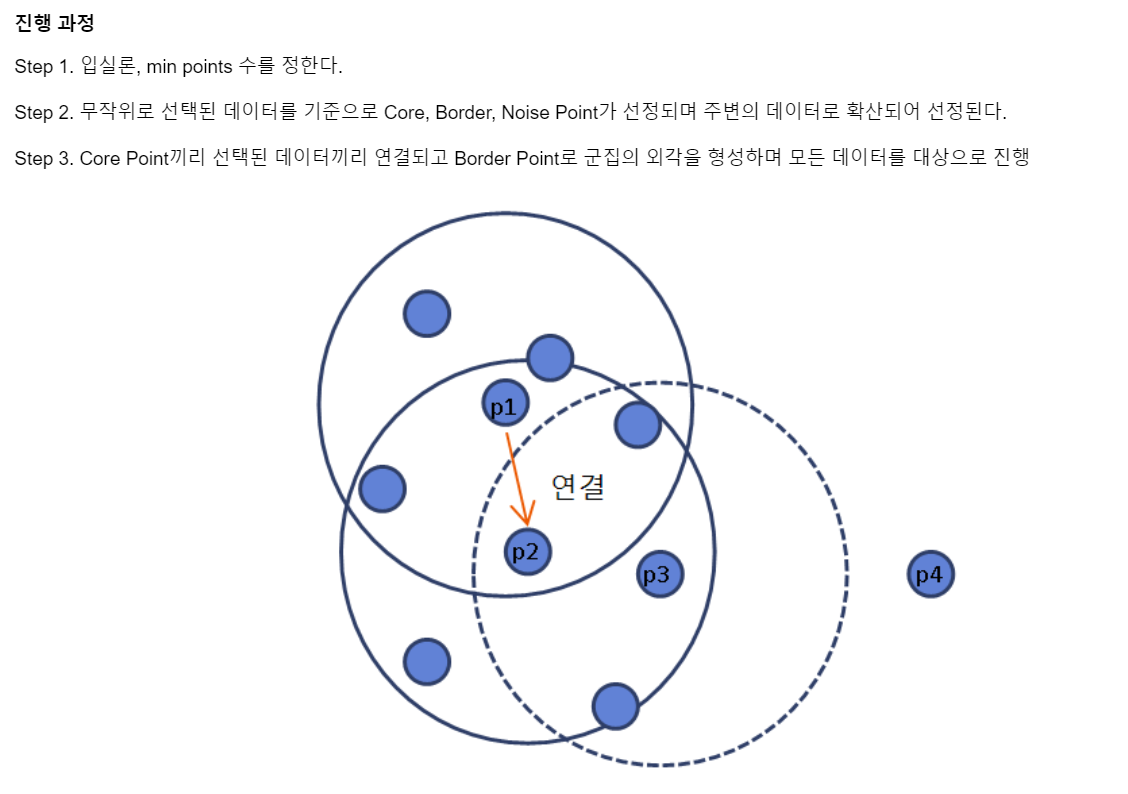 진행 과정
Step 1. 입실론, min points 수를 정한다.
Step 2. 무작위로 선택된 데이터를 기준으로 Core, Border, Noise Point가 선정되며 주변의 데이터로 확산되어 선정된다.
Step 3. Core Point끼리 선택된 데이터끼리 연결되고 Border Point로 군집의 외각을 형성하며 모든 데이터를 대상으로 진행
p1
연결
p2
p3
p4